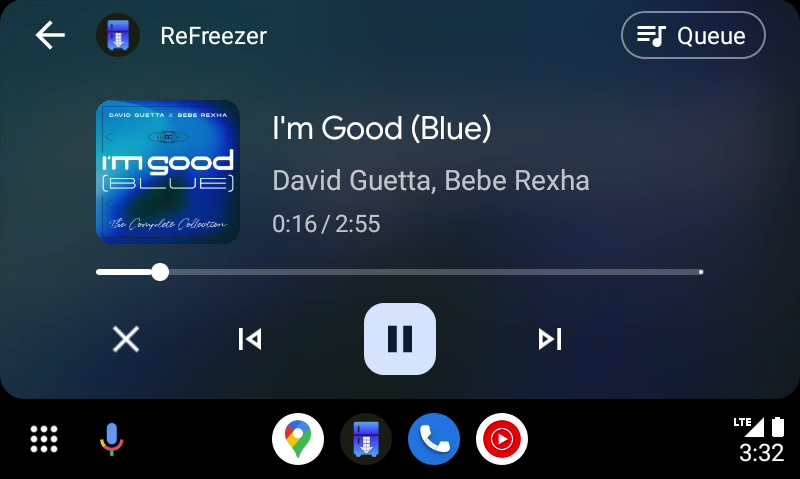 ReFreezer
Queue
DAVID GUETTA & BEBE REXHA
I'm good
(BLUE)
The Complete Collection
I'm Good (Blue)
David Guetta, Bebe Rexha
0:16 / 2:55
LTE
3:32